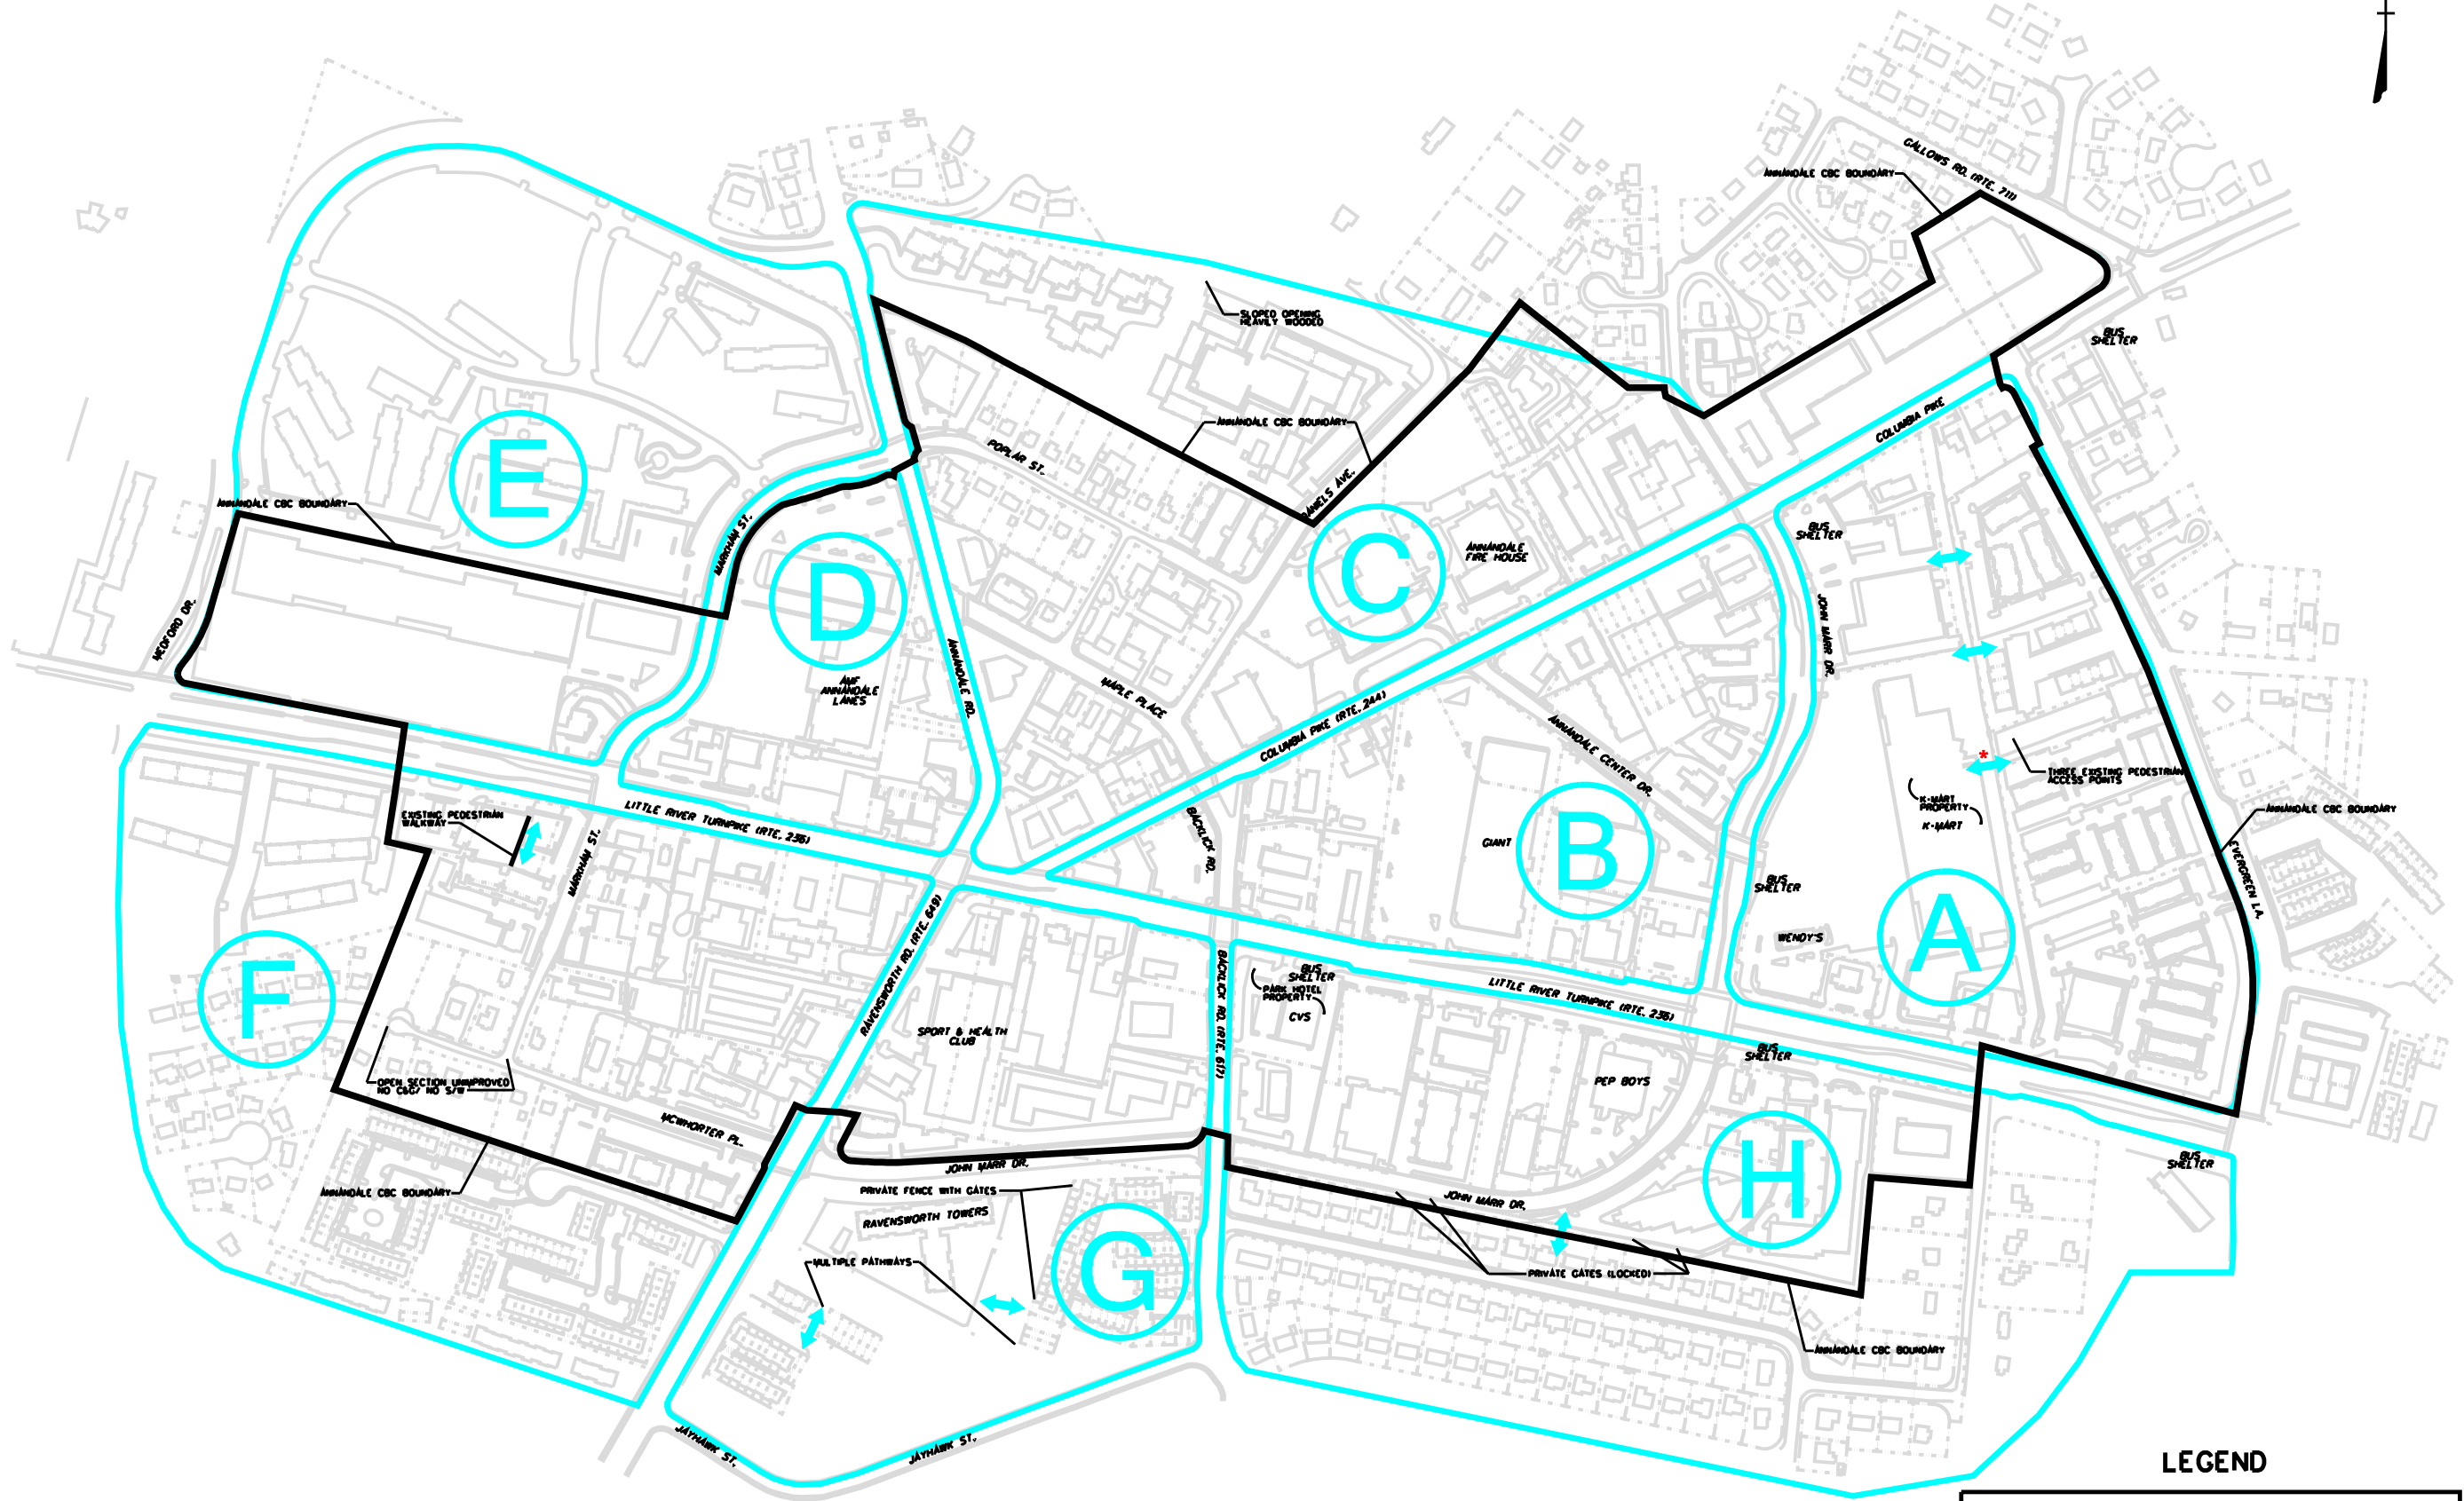 GALLOWS RD. (RTE. 711)
ANNANDALE CBC BOUNDARY
SLOPED OPENING
HEAVILY WOODED
BUS
SHELTER
COLUMBIA PIKE
ANNANDALE CBC BOUNDARY
POPLAR ST.
DANIELS AVE.
E
ANNANDALE CBC BOUNDARY
MARKHAM ST.
D
C
ANNANDALE
FIRE HOUSE
BUS
SHELTER
MEDFORD DR.
JOHN MARR DR.
AMF
ANNANDALE
LANES
ANNANDALE RD.
MAPLE PLACE
COLUMBIA PIKE (RTE. 244)
ANNANDALE CENTER DR.
*
THREE EXISTING PEDESTRIAN
ACCESS POINTS
K-MART
PROPERTY
K-MART
ANNANDALE CBC BOUNDARY
EXISTING PEDESTRIAN
WALKWAY
LITTLE RIVER TURNPIKE (RTE. 236)
BACKLICK RD.
GIANT
B
MARKHAM ST.
BUS
SHELTER
EVERGREEN LA.
RAVENSWORTH RD. (RTE. 649)
WENDY'S
A
F
BACKLICK RD. (RTE. 617)
BUS
SHELTER
PARK HOTEL
PROPERTY
CVS
LITTLE RIVER TURNPIKE (RTE. 236)
SPORT & HEALTH
CLUB
BUS
SHELTER
OPEN SECTION UNIMPROVED
NO C&G/ NO S/W
PEP BOYS
MCWHORTER PL.
H
JOHN MARR DR.
BUS
SHELTER
ANNANDALE CBC BOUNDARY
PRIVATE FENCE WITH GATES
JOHN MARR DR.
RAVENSWORTH TOWERS
G
MULTIPLE PATHWAYS
PRIVATE GATES (LOCKED)
ANNANDALE CBC BOUNDARY
JAYHAWK ST.
JAYHAWK ST.
LEGEND